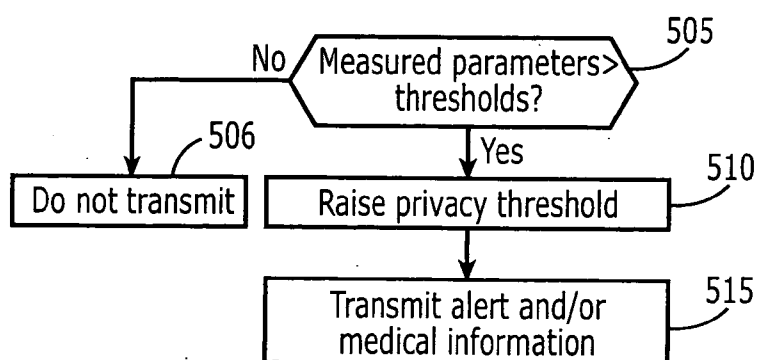 505
No
Measured parameters>
thresholds?
506
Yes
Do not transmit
510
Raise privacy threshold
515
Transmit alert and/or
medical information